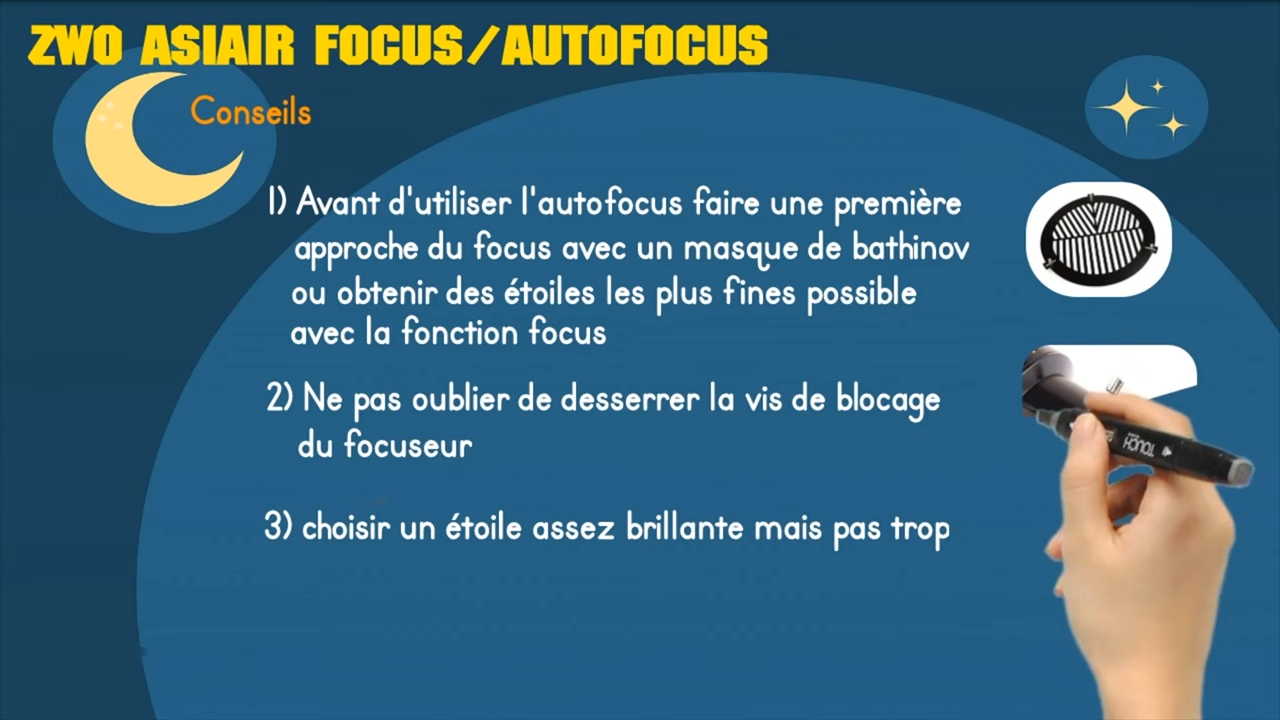 ZWO ASIAIR FOCUS/AUTOFOCUS
Conseils
1) Avant d'utiliser l'autofocus faire une première
approche du focus avec un masque de bathinov
ou obtenir des étoiles les plus fines possible
avec la fonction focus
2) Ne pas oublier de desserrer la vis de blocage
du focuseur
3) choisir un étoile assez brillante mais pas trop
TOUCH